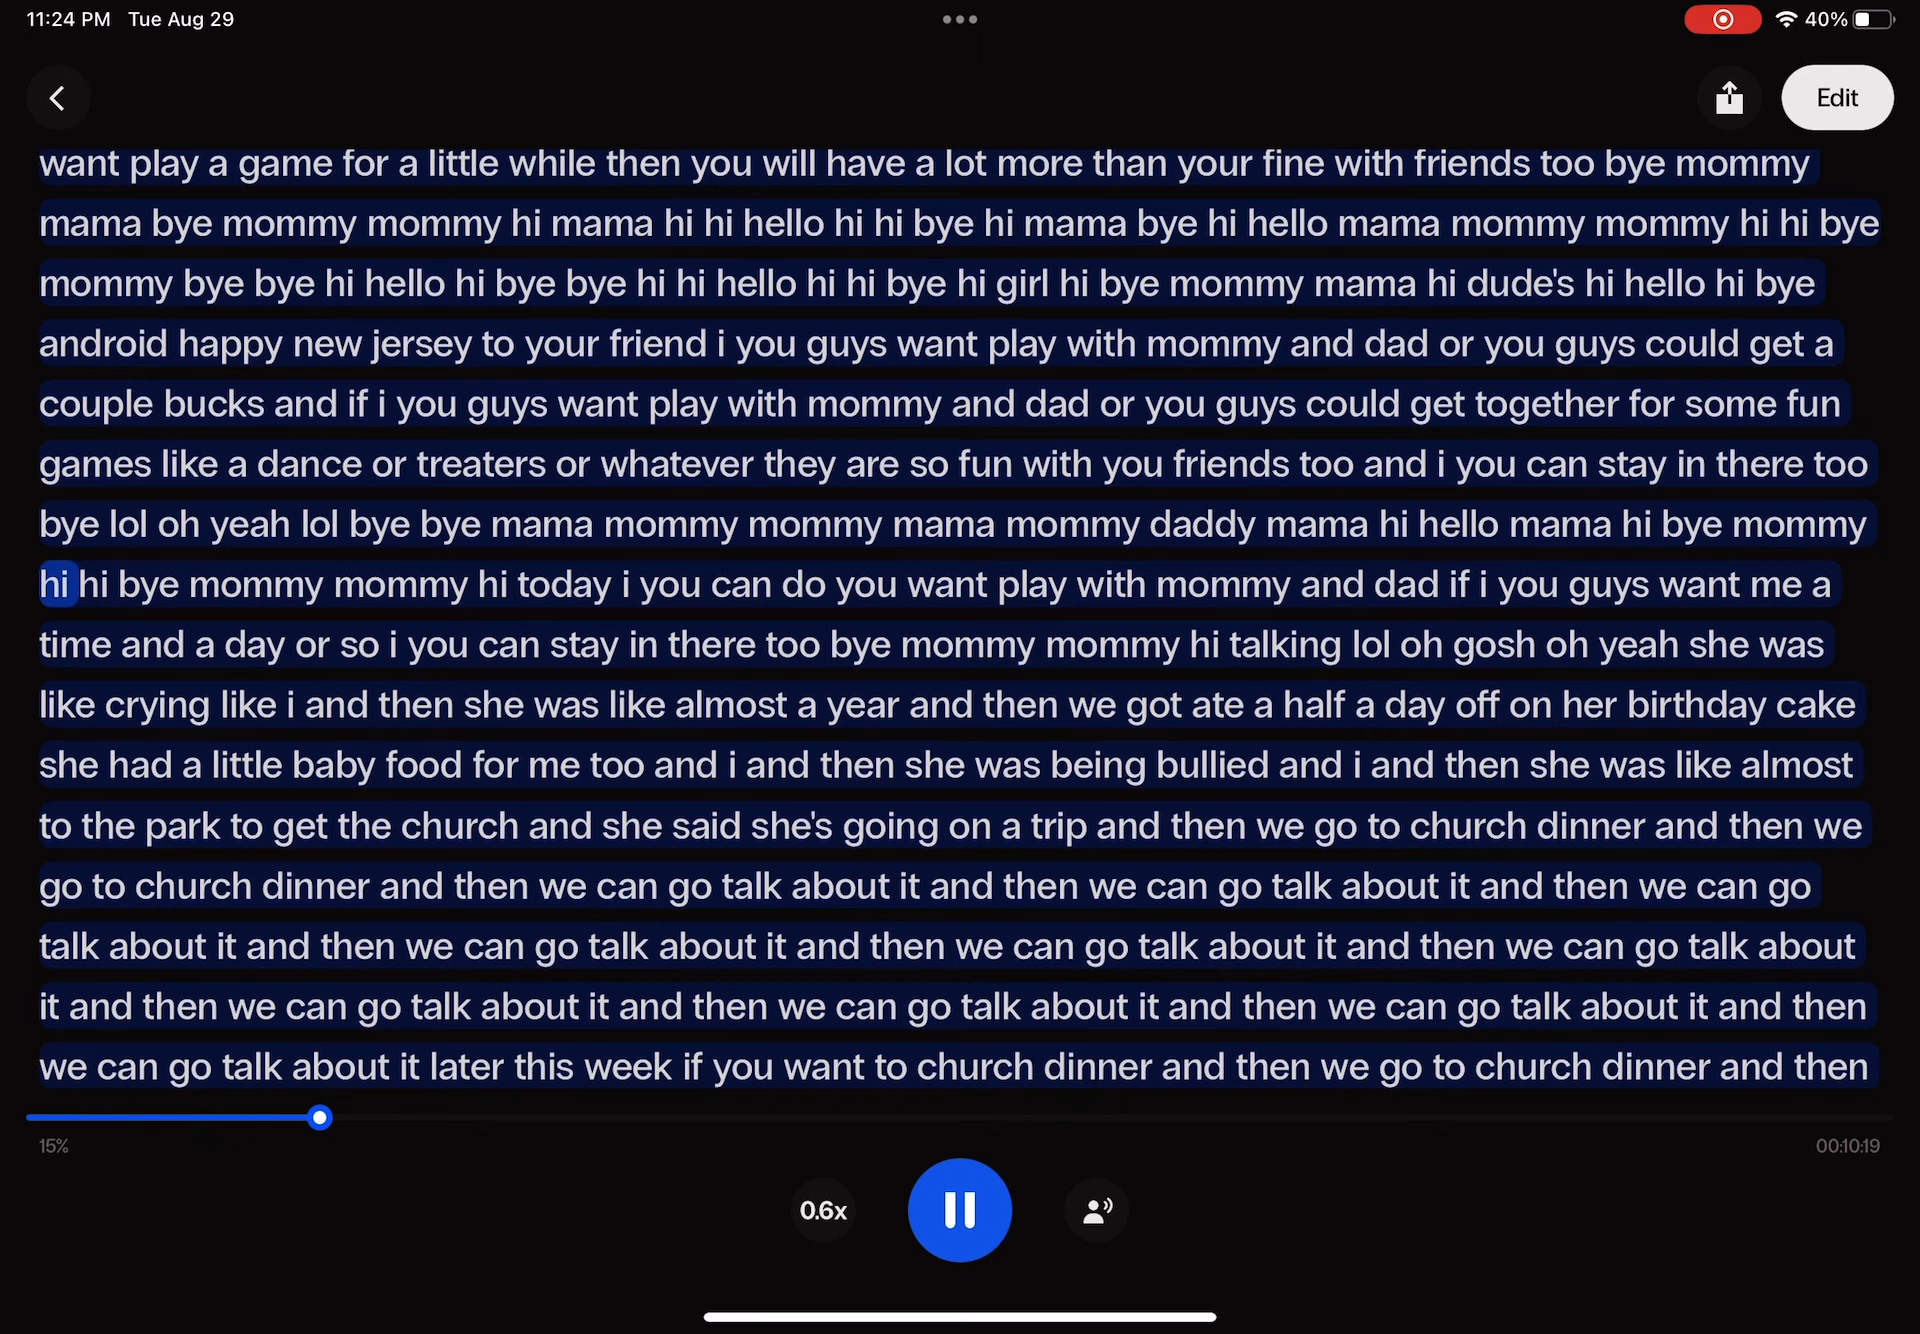 11:24 PM Tue Aug 29
40%
Edit
want play a game for a little while then you will have a lot more than your fine with friends too bye mommy
mama bye mommy mommy hi mama hi hi hello hi hi bye hi mama bye hi hello mama mommy mommy hi hi bye
mommy bye bye hi hello hi bye bye hi hi hello hi hi bye hi girl hi bye mommy mama hi dude's hi hello hi bye
android happy new jersey to your friend i you guys want play with mommy and dad or you guys could get a
couple bucks and if i you guys want play with mommy and dad or you guys could get together for some fun
games like a dance or treaters or whatever they are so fun with you friends too and i you can stay in there too
bye lol oh yeah lol bye bye mama mommy mommy mama mommy daddy mama hi hello mama hi bye mommy
hi hi bye mommy mommy hi today i you can do you want play with mommy and dad if i you guys want me a
time and a day or so i you can stay in there too bye mommy mommy hi talking lol oh gosh oh yeah she was
like crying like i and then she was like almost a year and then we got ate a half a day off on her birthday cake
she had a little baby food for me too and i and then she was being bullied and i and then she was like almost
to the park to get the church and she said she's going on a trip and then we go to church dinner and then we
go to church dinner and then we can go talk about it and then we can go talk about it and then we can go
talk about it and then we can go talk about it and then we can go talk about it and then we can go talk about
it and then we can go talk about it and then we can go talk about it and then we can go talk about it and then
we can go talk about it later this week if you want to church dinner and then we go to church dinner and then
15%
00:10:19
0.6x